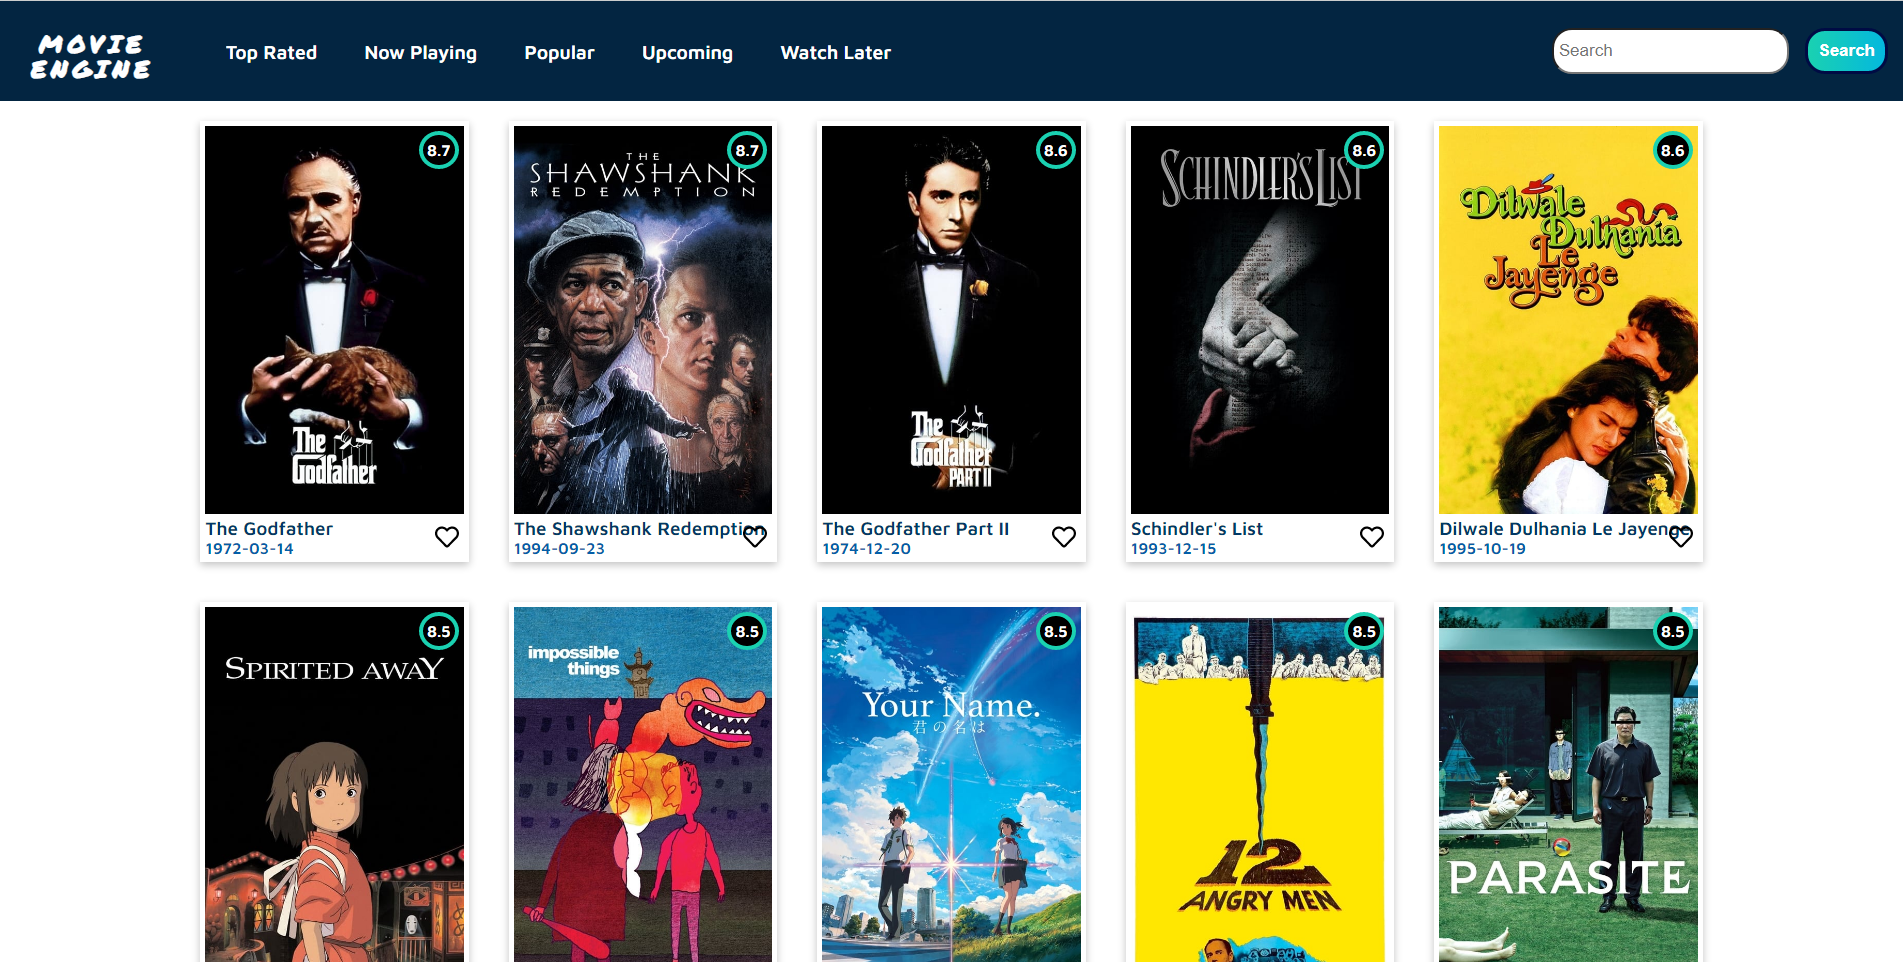 MOVIE
ENGINE
Top Rated
Now Playing
Popular
Upcoming
Watch Later
Search
Search
8.7
The
Godfather
The Godfather
1972-03-14
8.7
THE
SHAWSHANK
REDEMPTION
The Shawshank Redemption
1994-09-23
8.6
The
Godfather
PART II
The Godfather Part II
1974-12-20
8.6
SCHINDLER'S LIST
Schindler's List
1993-12-15
8.6
Dilwale
Dulhania
Le
Jayenge
Dilwale Dulhania Le Jayenge
1995-10-19
8.5
SPIRITED AWAY
8.5
impossible
things
8.5
Your Name.
君の名は
8.5
12
ANGRY MEN
8.5
PARASITE